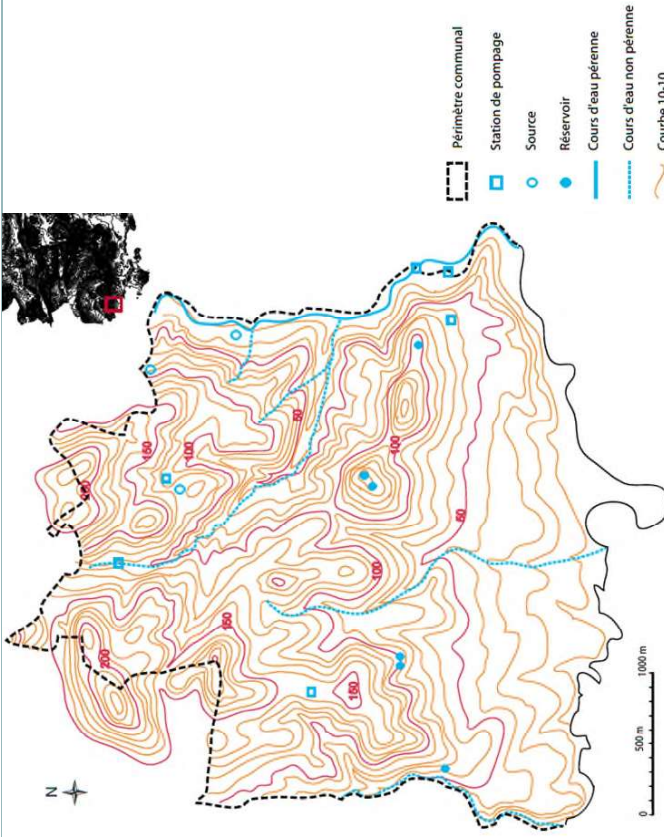 N
200
150
150
100
150
50
100
100
50
0
500 m
1000 m
Périmètre communal
Station de pompage
Source
Réservoir
Cours d'eau pérenne
Cours d'eau non pérenne
Courbe 10-10